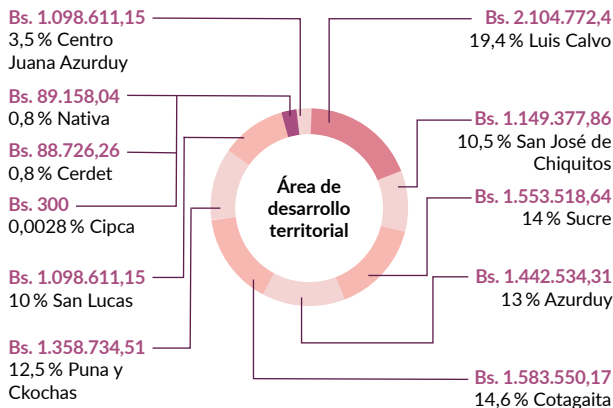 Bs. 1.098.611,15
3,5 % Centro
Juana Azurduy
Bs. 89.158,04
0,8 % Nativa
Bs. 88.726,26
0,8 % Cerdet
Bs. 300
0,0028 % Cipca
Bs. 1.098.611,15
10 % San Lucas
Bs. 1.358.734,51
12,5 % Puna y
Ckochas
Área de
desarrollo
territorial
Bs. 2.104.772,4
19,4 % Luis Calvo
Bs. 1.149.377,86
10,5 % San José de
Chiquitos
Bs. 1.553.518,64
14 % Sucre
Bs. 1.442.534,31
13 % Azurduy
Bs. 1.583.550,17
14,6 % Cotagaita